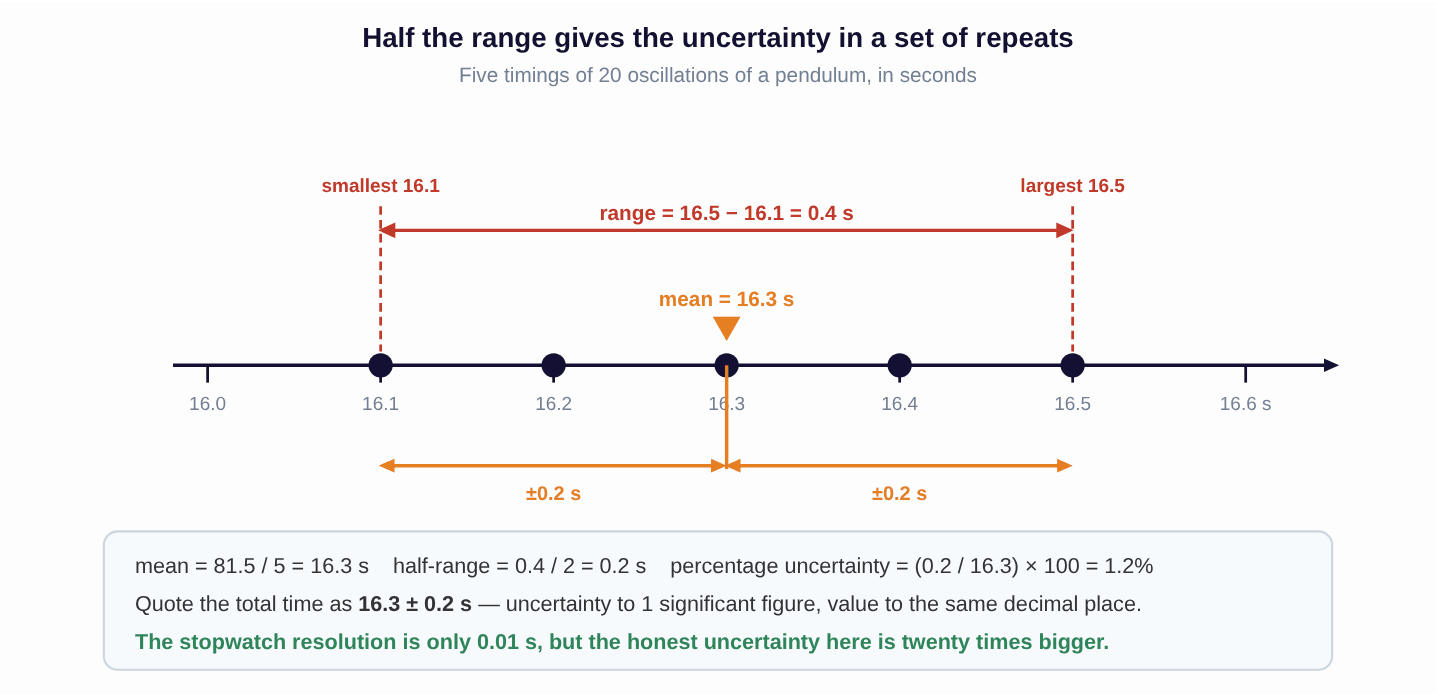 Half the range gives the uncertainty in a set of repeats
Five timings of 20 oscillations of a pendulum, in seconds
smallest 16.1
largest 16.5
range = 16.5 − 16.1 = 0.4 s
mean = 16.3 s
16.0
16.1
16.2
16.3
16.4
16.5
16.6 s
±0.2 s
±0.2 s
mean = 81.5 / 5 = 16.3 s    half-range = 0.4 / 2 = 0.2 s    percentage uncertainty = (0.2 / 16.3) × 100 = 1.2%
Quote the total time as 16.3 ± 0.2 s — uncertainty to 1 significant figure, value to the same decimal place.
The stopwatch resolution is only 0.01 s, but the honest uncertainty here is twenty times bigger.